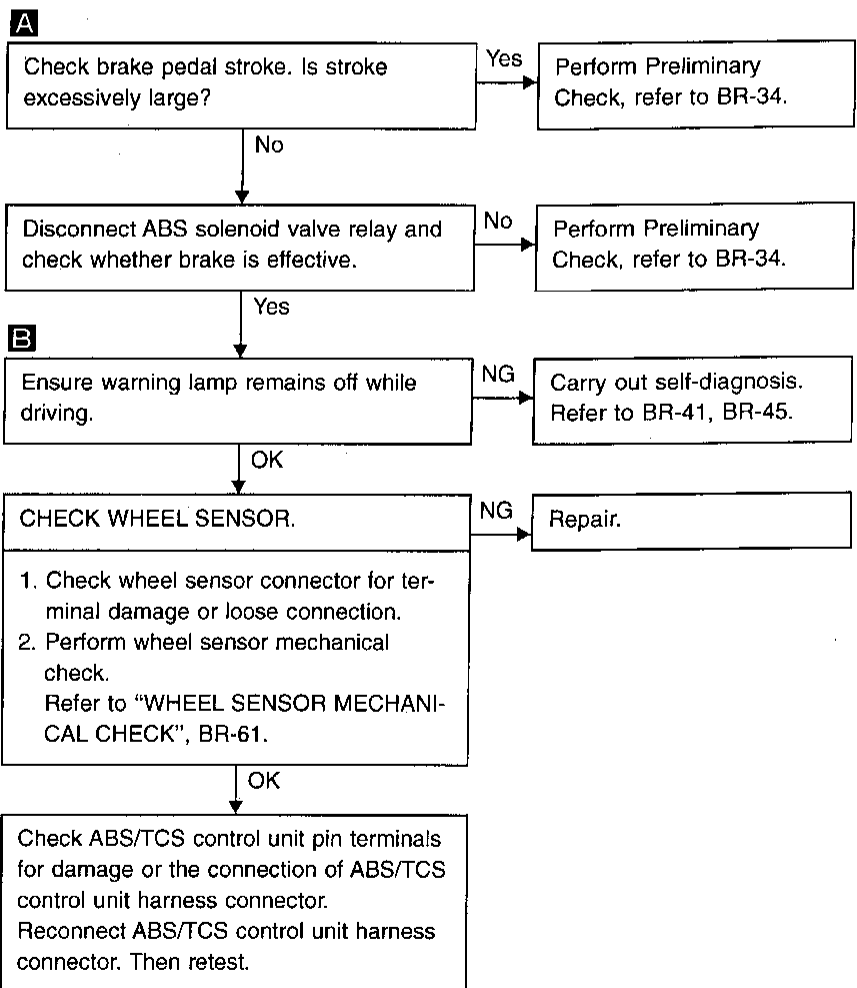 A
Check brake pedal stroke. Is stroke
excessively large?
Yes
Perform Preliminary
Check, refer to BR-34.
No
Disconnect ABS solenoid valve relay and
check whether brake is effective.
No
Perform Preliminary
Check, refer to BR-34.
Yes
B
Ensure warning lamp remains off while
driving.
NG
Carry out self-diagnosis.
Refer to BR-41, BR-45.
OK
CHECK WHEEL SENSOR.
NG
Repair.
1. Check wheel sensor connector for ter-
minal damage or loose connection.
2. Perform wheel sensor mechanical
check.
Refer to “WHEEL SENSOR MECHANI-
CAL CHECK”, BR-61.
OK
Check ABS/TCS control unit pin terminals
for damage or the connection of ABS/TCS
control unit harness connector.
Reconnect ABS/TCS control unit harness
connector. Then retest.